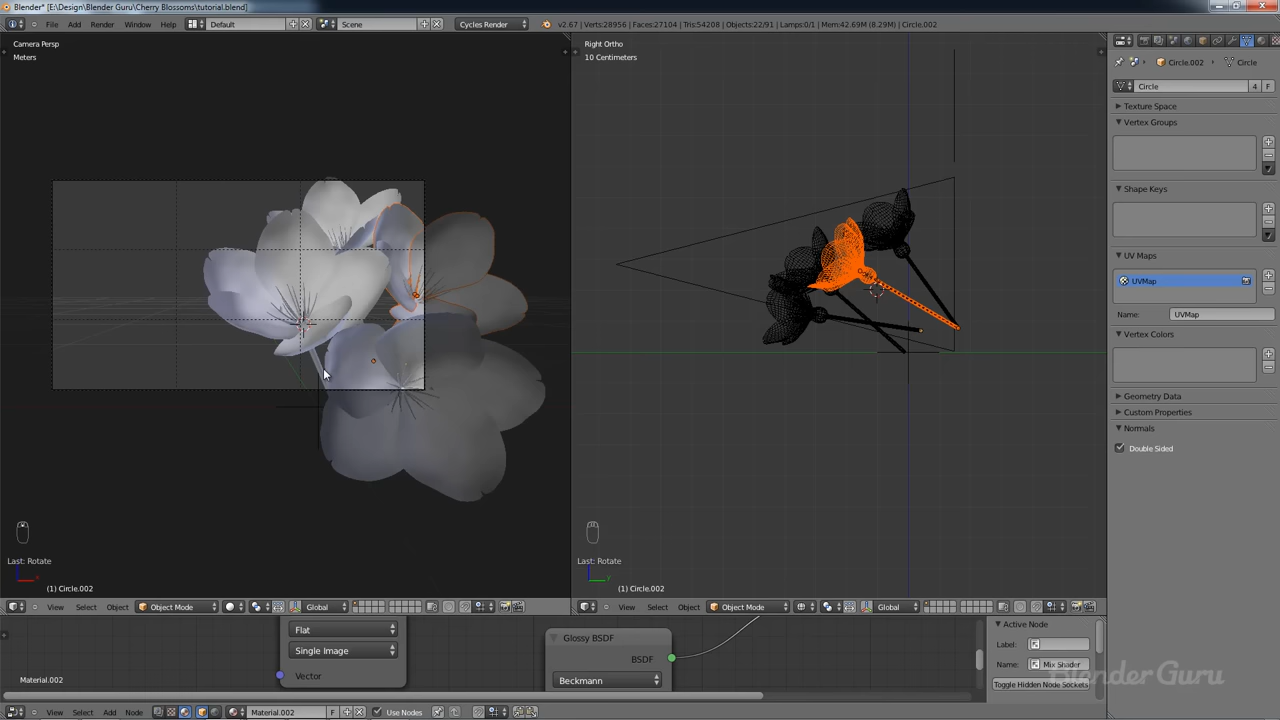 Blender* [E:\Design\Blender Guru\Cherry Blossoms\tutorial.blend]
File Add Render Window Help Default Scene Cycles Render v2.67 | Verts:28956 | Faces:27104 | Tris:54208 | Objects:22/91 | Lamps:0/1 | Mem:42.69M (8.29M) | Circle.002
Camera Persp
Meters
Right Ortho
10 Centimeters
Circle.002 Circle
Circle 4 F
Texture Space
Vertex Groups
Shape Keys
UV Maps
UVMap
Name: UVMap
Vertex Colors
Geometry Data
Custom Properties
Normals
Double Sided
Last: Rotate
x
(1) Circle.002
Last: Rotate
y
(1) Circle.002
View Select Object Object Mode Global
View Select Object Object Mode Global
Flat
Single Image
Vector
Glossy BSDF
BSDF
Beckmann
Material.002
Active Node
Label:
Name: Mix Shader
Toggle Hidden Node Sockets
BlenderGuru
View Select Add Node Material.002 F Use Nodes